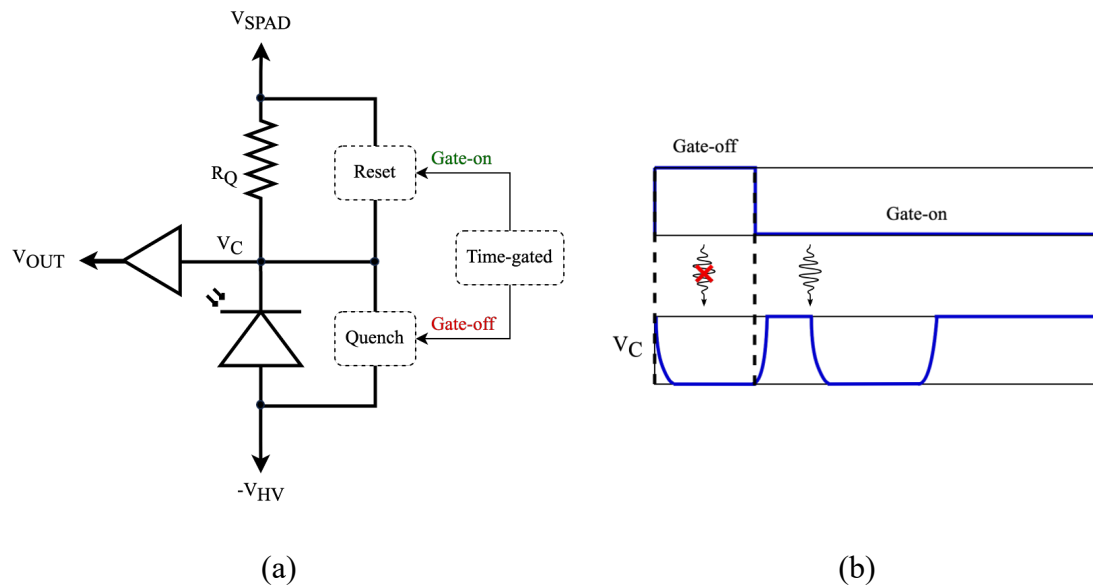 VSPAD
RQ
Reset
Gate-on
VOUT
VC
Time-gated
Quench
Gate-off
-VHV
(a)
Gate-off
Gate-on
VC
(b)